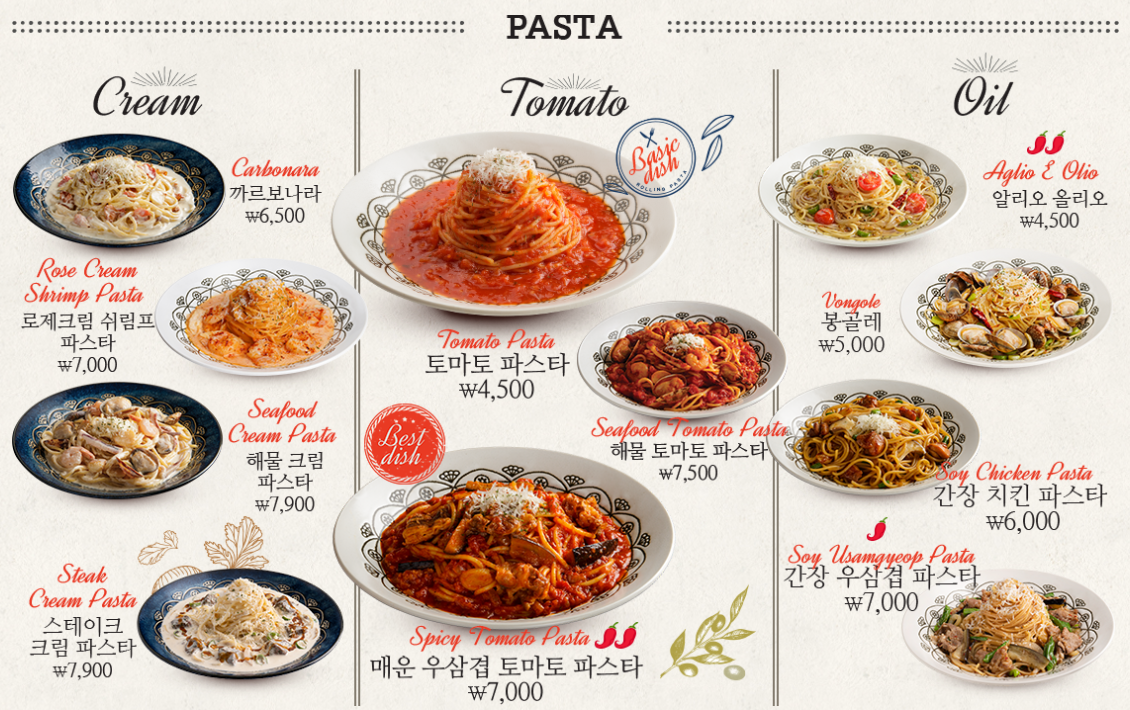 PASTA
Cream
Carbonara
까르보나라
₩6,500
Rose Cream
Shrimp Pasta
로제크림 쉬림프
파스타
₩7,000
Seafood
Cream Pasta
해물 크림
파스타
₩7,900
Steak
Cream Pasta
스테이크
크림 파스타
₩7,900
Tomato
Basic
dish
ROLLING PASTA
Tomato Pasta
토마토 파스타
₩4,500
Seafood Tomato Pasta
해물 토마토 파스타
₩7,500
Best
dish
Spicy Tomato Pasta
매운 우삼겹 토마토 파스타
₩7,000
Oil
Aglio E Olio
알리오 올리오
₩4,500
Vongole
봉골레
₩5,000
Soy Chicken Pasta
간장 치킨 파스타
₩6,000
Soy Usamgyeop Pasta
간장 우삼겹 파스타
₩7,000